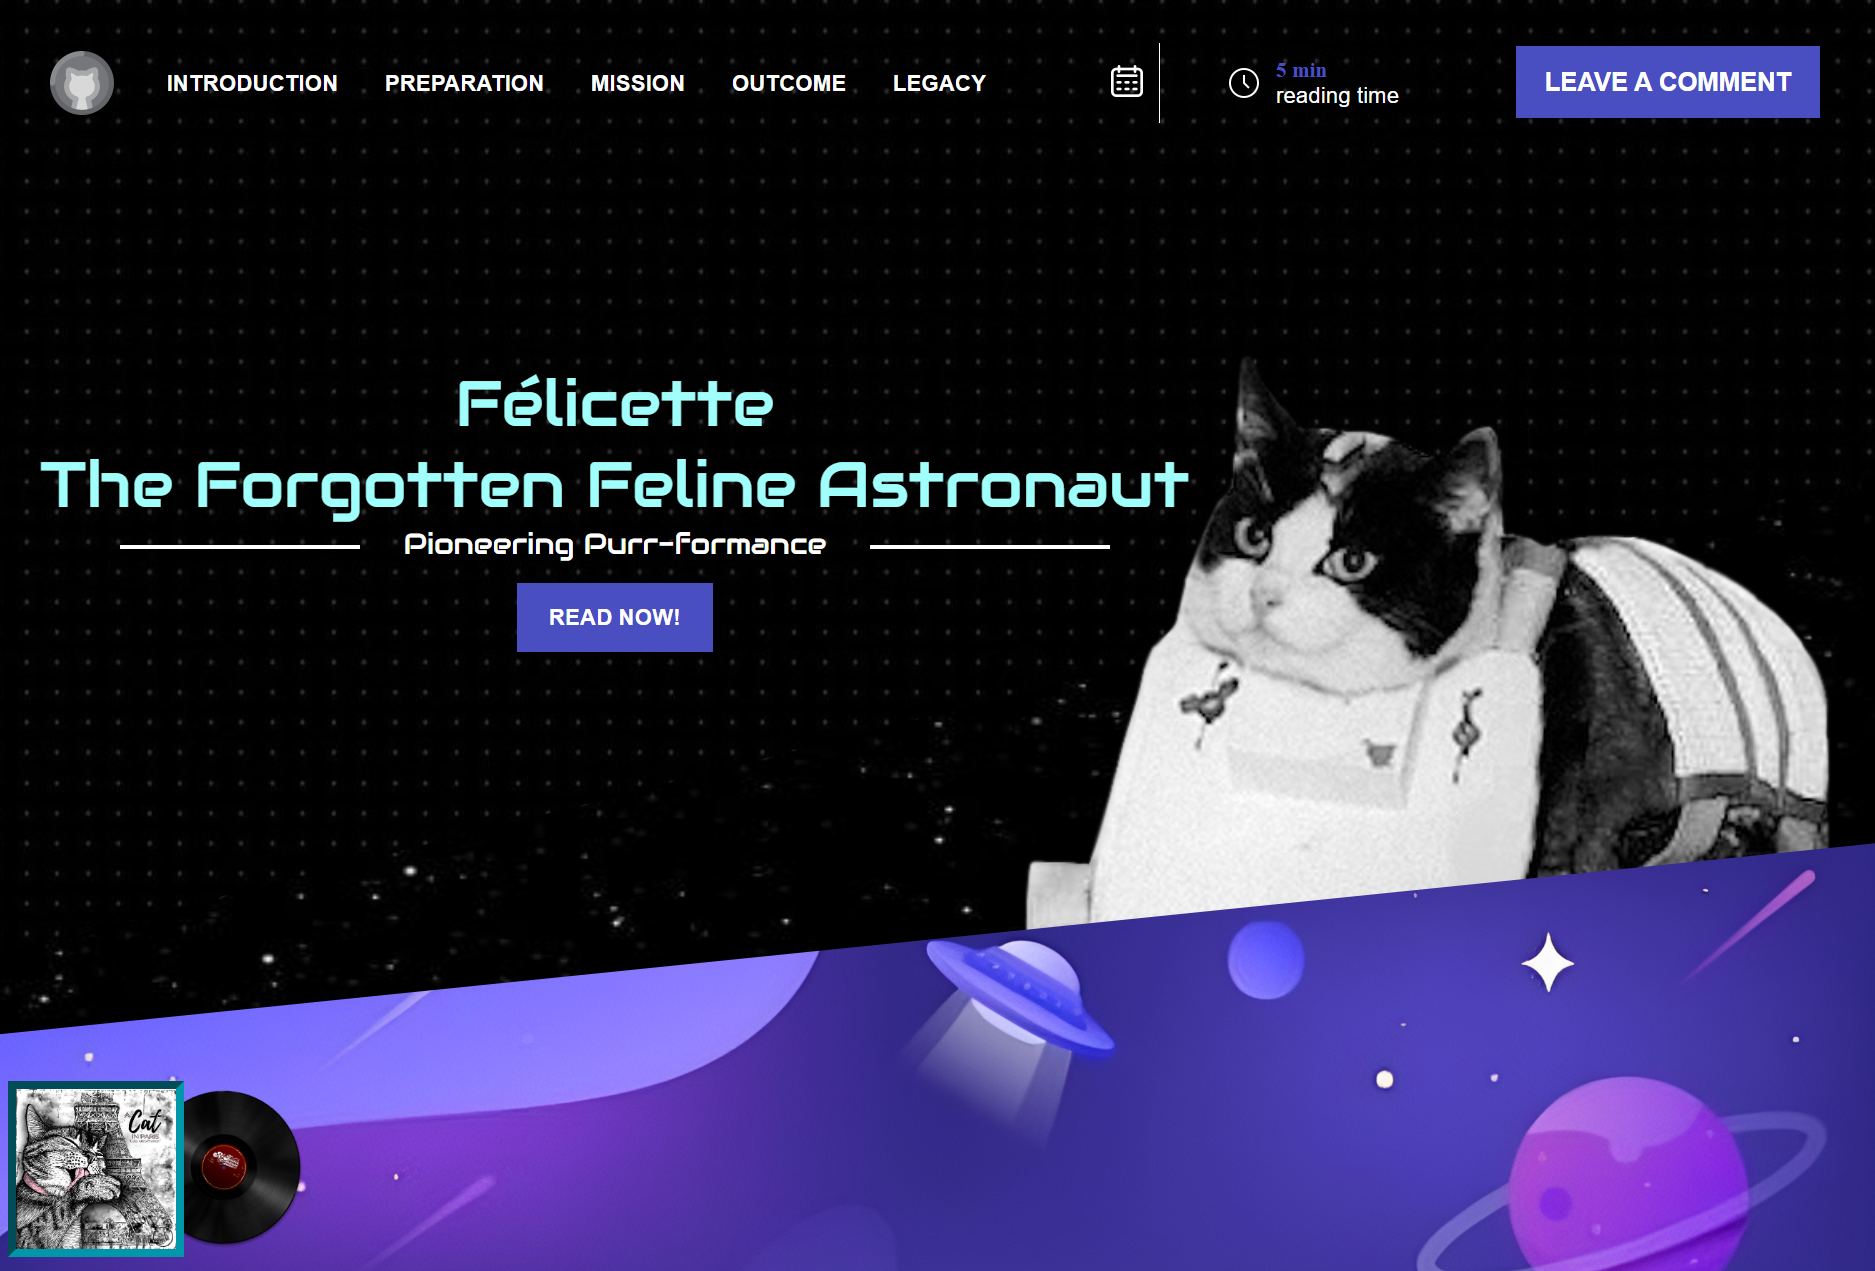 INTRODUCTION PREPARATION MISSION OUTCOME LEGACY
5 min
reading time
LEAVE A COMMENT
Félicette
The Forgotten Feline Astronaut
Pioneering Purr-formance
READ NOW!
Cat
IN PARIS